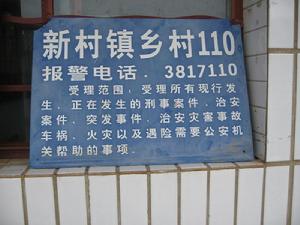 新村镇乡村110
报警电话．3817110
受理范围，受理所有现行发
生．正在发生的刑事案件．治安
案件．突发事件．治安灾害事故
车祸．火灾以及遇险需要公安机
关帮助的事项．